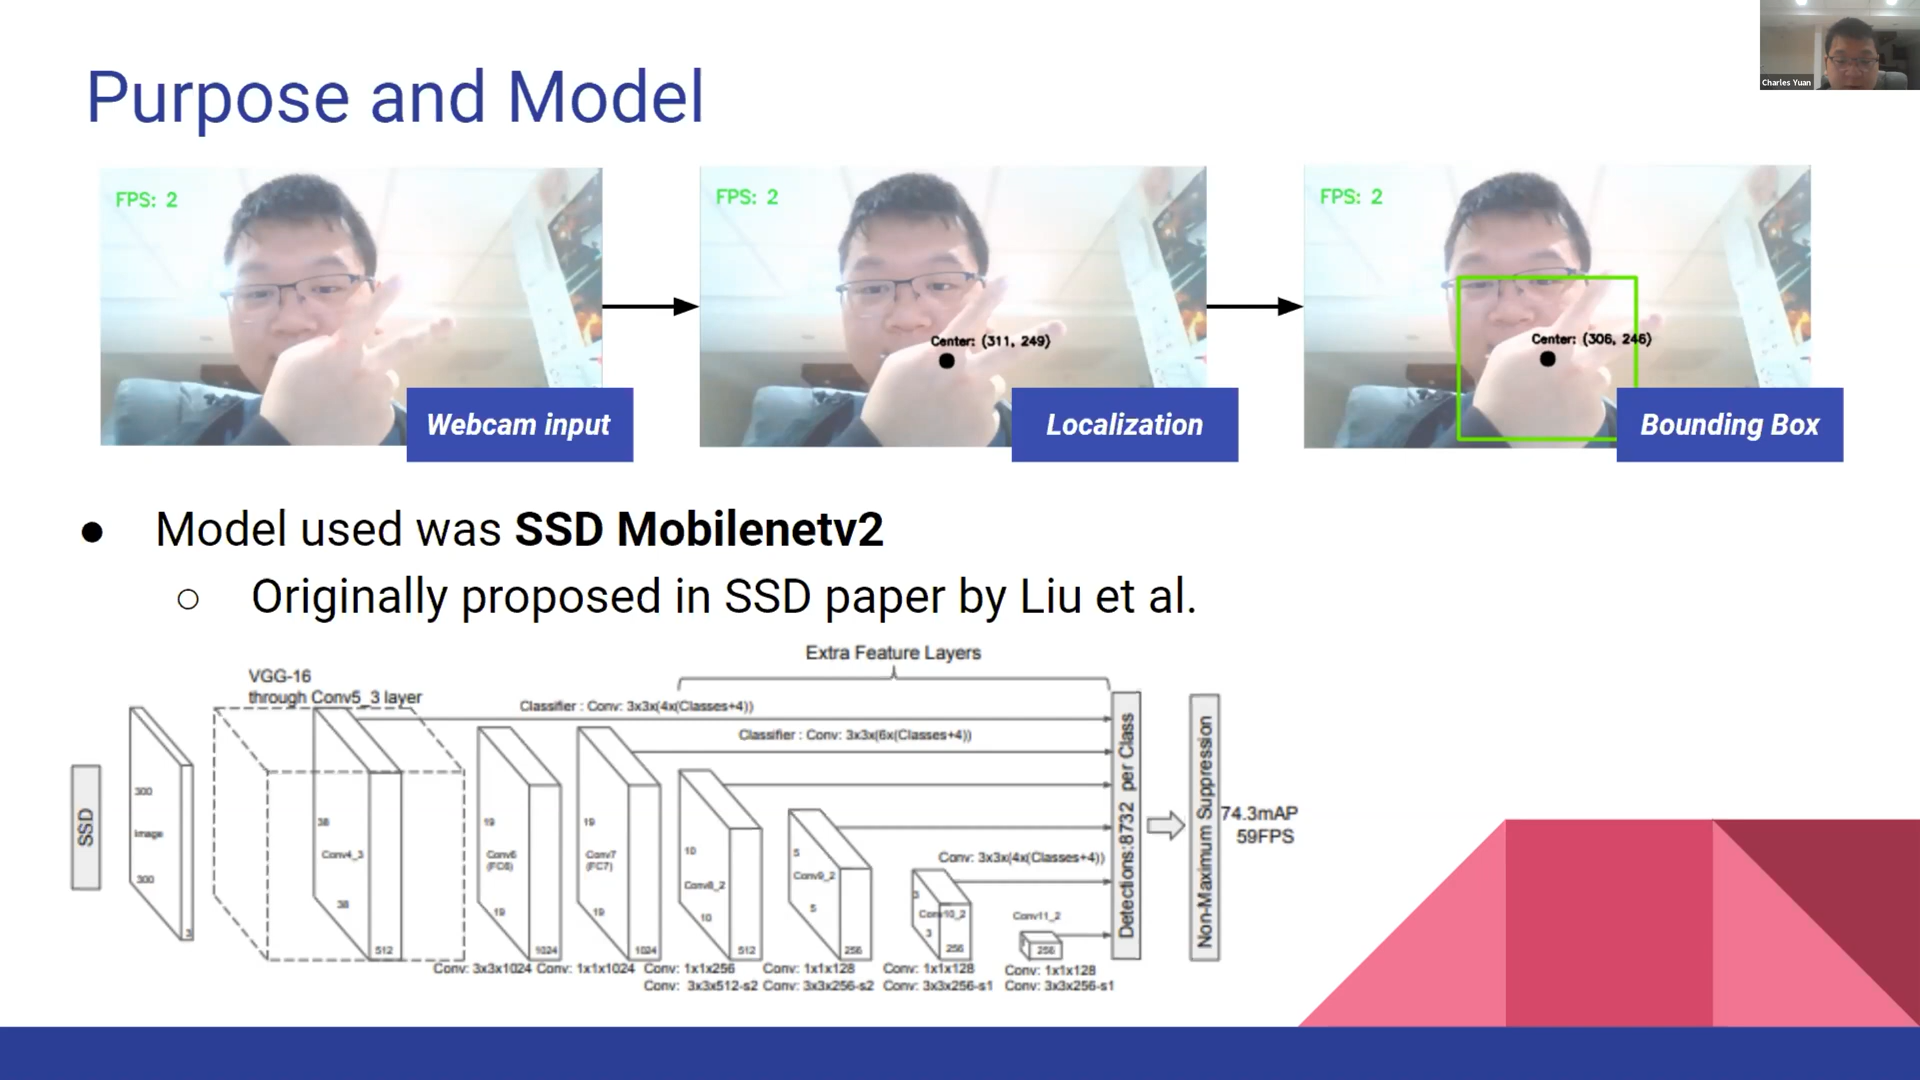 Charles Yuan
Purpose and Model
FPS: 2
Webcam input
FPS: 2
Center: (311, 249)
Localization
FPS: 2
Center: (306, 246)
Bounding Box
● Model used was SSD Mobilenetv2
○ Originally proposed in SSD paper by Liu et al.
Extra Feature Layers
VGG-16
through Conv5_3 layer
Classifier : Conv: 3x3x(4x(Classes+4))
Classifier : Conv: 3x3x(6x(Classes+4))
SSD
300
Image
300
3
38
Conv4_3
38
512
19
Conv6
(FC6)
19
1024
19
Conv7
(FC7)
19
1024
10
Conv8_2
10
512
5
Conv9_2
5
256
3
Conv10_2
3
256
Conv: 3x3x(4x(Classes+4))
Conv11_2
256
Detections:8732 per Class
Non-Maximum Suppression
74.3mAP
59FPS
Conv: 3x3x1024 Conv: 1x1x1024 Conv: 1x1x256 Conv: 1x1x128 Conv: 1x1x128 Conv: 1x1x128
Conv: 3x3x512-s2 Conv: 3x3x256-s2 Conv: 3x3x256-s1 Conv: 3x3x256-s1